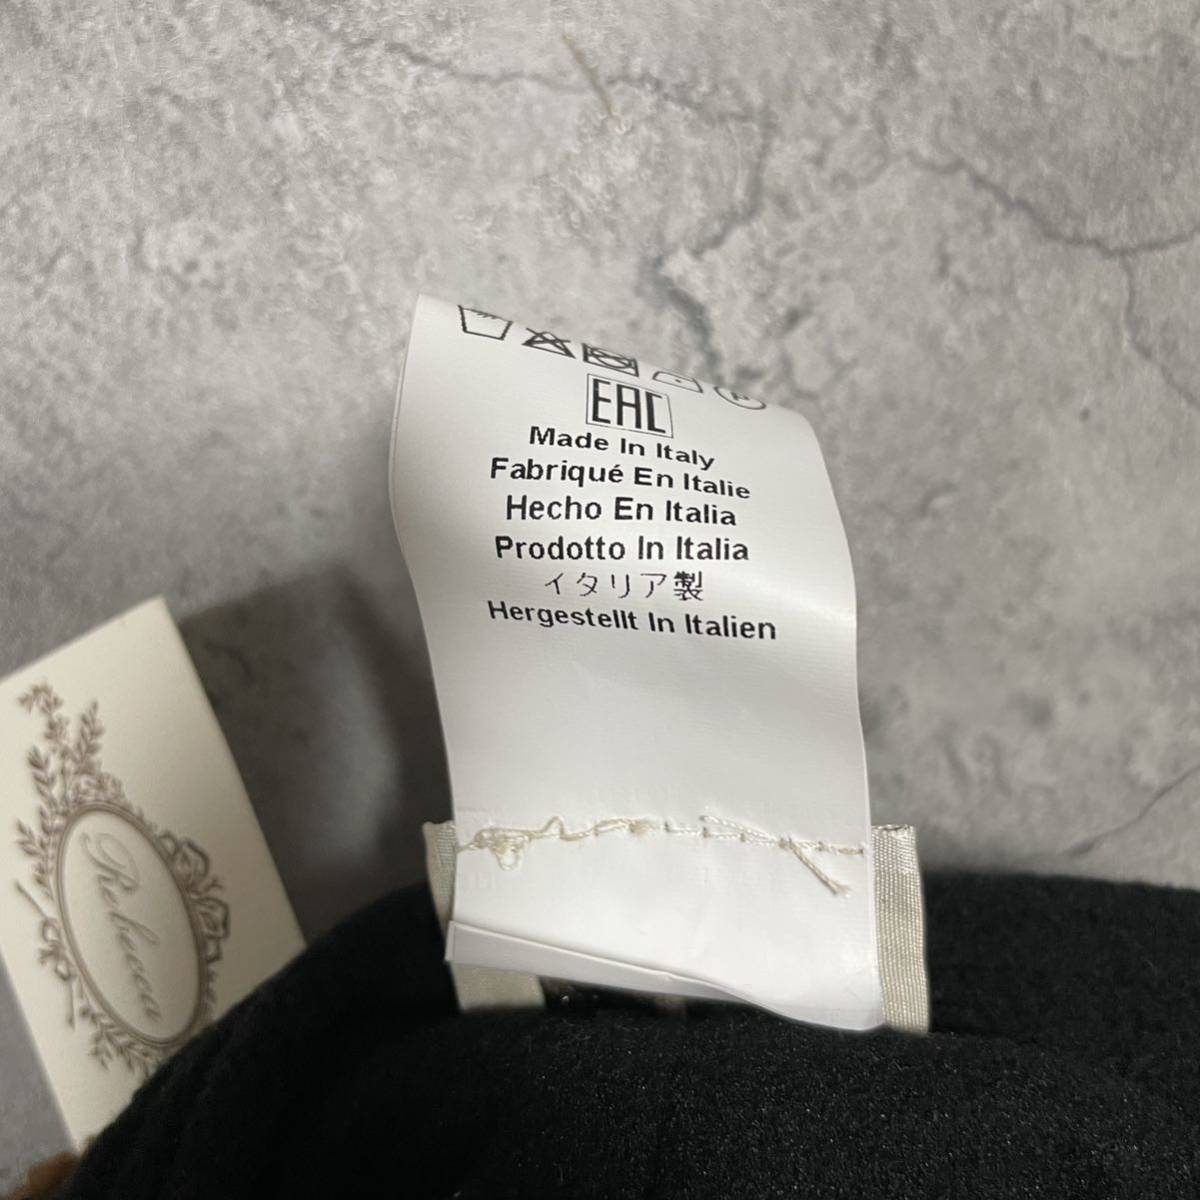 EAC
Made In Italy
Fabriqué En Italie
Hecho En Italia
Prodotto In Italia
イタリア製
Hergestellt In Italien
Rebecca